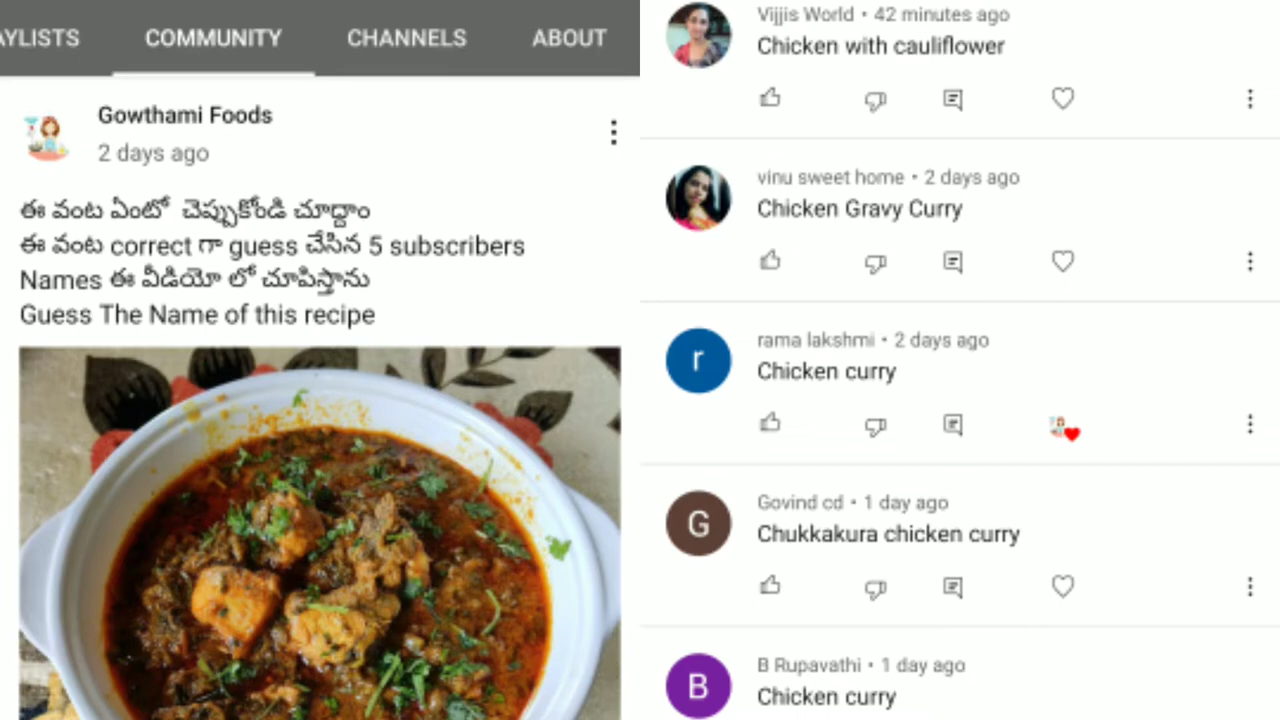 AYLISTS COMMUNITY CHANNELS ABOUT
Gowthami Foods
2 days ago
ఈ వంట ఏంటో చెప్పుకోండి చూద్దాం
ఈ వంట correct గా guess చేసిన 5 subscribers
Names ఈ వీడియో లో చూపిస్తాను
Guess The Name of this recipe
Vijjis World • 42 minutes ago
Chicken with cauliflower
vinu sweet home • 2 days ago
Chicken Gravy Curry
rama lakshmi • 2 days ago
r
Chicken curry
Govind cd • 1 day ago
G
Chukkakura chicken curry
B Rupavathi • 1 day ago
B
Chicken curry